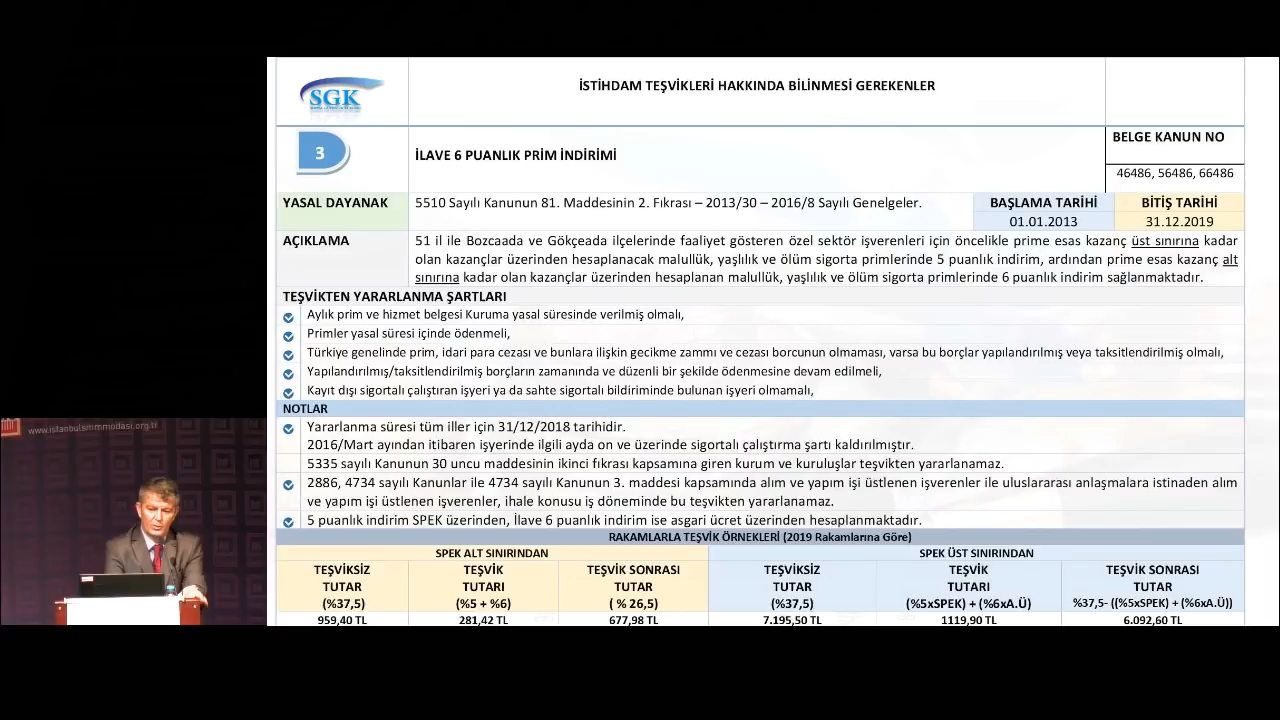 SGK
İSTİHDAM TEŞVİKLERİ HAKKINDA BİLİNMESİ GEREKENLER
3
İLAVE 6 PUANLIK PRİM İNDİRİMİ
BELGE KANUN NO
46486, 56486, 66486
YASAL DAYANAK
5510 Sayılı Kanunun 81. Maddesinin 2. Fıkrası – 2013/30 – 2016/8 Sayılı Genelgeler.
BAŞLAMA TARİHİ
01.01.2013
BİTİŞ TARİHİ
31.12.2019
AÇIKLAMA
51 il ile Bozcaada ve Gökçeada ilçelerinde faaliyet gösteren özel sektör işverenleri için öncelikle prime esas kazanç üst sınırına kadar
olan kazançlar üzerinden hesaplanacak malullük, yaşlılık ve ölüm sigorta primlerinde 5 puanlık indirim, ardından prime esas kazanç alt
sınırına kadar olan kazançlar üzerinden hesaplanan malullük, yaşlılık ve ölüm sigorta primlerinde 6 puanlık indirim sağlanmaktadır.
TEŞVİKTEN YARARLANMA ŞARTLARI
Aylık prim ve hizmet belgesi Kuruma yasal süresinde verilmiş olmalı,
Primler yasal süresi içinde ödenmeli,
Türkiye genelinde prim, idari para cezası ve bunlara ilişkin gecikme zammı ve cezası borcunun olmaması, varsa bu borçlar yapılandırılmış veya taksitlendirilmiş olmalı,
Yapılandırılmış/taksitlendirilmiş borçların zamanında ve düzenli bir şekilde ödenmesine devam edilmeli,
Kayıt dışı sigortalı çalıştıran işyeri ya da sahte sigortalı bildiriminde bulunan işyeri olmamalı,
NOTLAR
Yararlanma süresi tüm iller için 31/12/2018 tarihidir.
2016/Mart ayından itibaren işyerinde ilgili ayda on ve üzerinde sigortalı çalıştırma şartı kaldırılmıştır.
5335 sayılı Kanunun 30 uncu maddesinin ikinci fıkrası kapsamına giren kurum ve kuruluşlar teşvikten yararlanamaz.
2886, 4734 sayılı Kanunlar ile 4734 sayılı Kanunun 3. maddesi kapsamında alım ve yapım işi üstlenen işverenler ile uluslararası anlaşmalara istinaden alım
ve yapım işi üstlenen işverenler, ihale konusu iş döneminde bu teşvikten yararlanamaz.
5 puanlık indirim SPEK üzerinden, İlave 6 puanlık indirim ise asgari ücret üzerinden hesaplanmaktadır.
RAKAMLARLA TEŞVİK ÖRNEKLERİ (2019 Rakamlarına Göre)
SPEK ALT SINIRINDAN
SPEK ÜST SINIRINDAN
TEŞVİKSİZ
TUTAR
(%37,5)
TEŞVİK
TUTARI
(%5 + %6)
TEŞVİK SONRASI
TUTAR
( % 26,5)
TEŞVİKSİZ
TUTAR
(%37,5)
TEŞVİK
TUTARI
(%5xSPEK) + (%6xA.Ü)
TEŞVİK SONRASI
TUTAR
%37,5- ((%5xSPEK) + (%6xA.Ü))
959,40 TL
281,42 TL
677,98 TL
7.195,50 TL
1119,90 TL
6.092,60 TL
www.istanbulsmmmodasi.org.tr